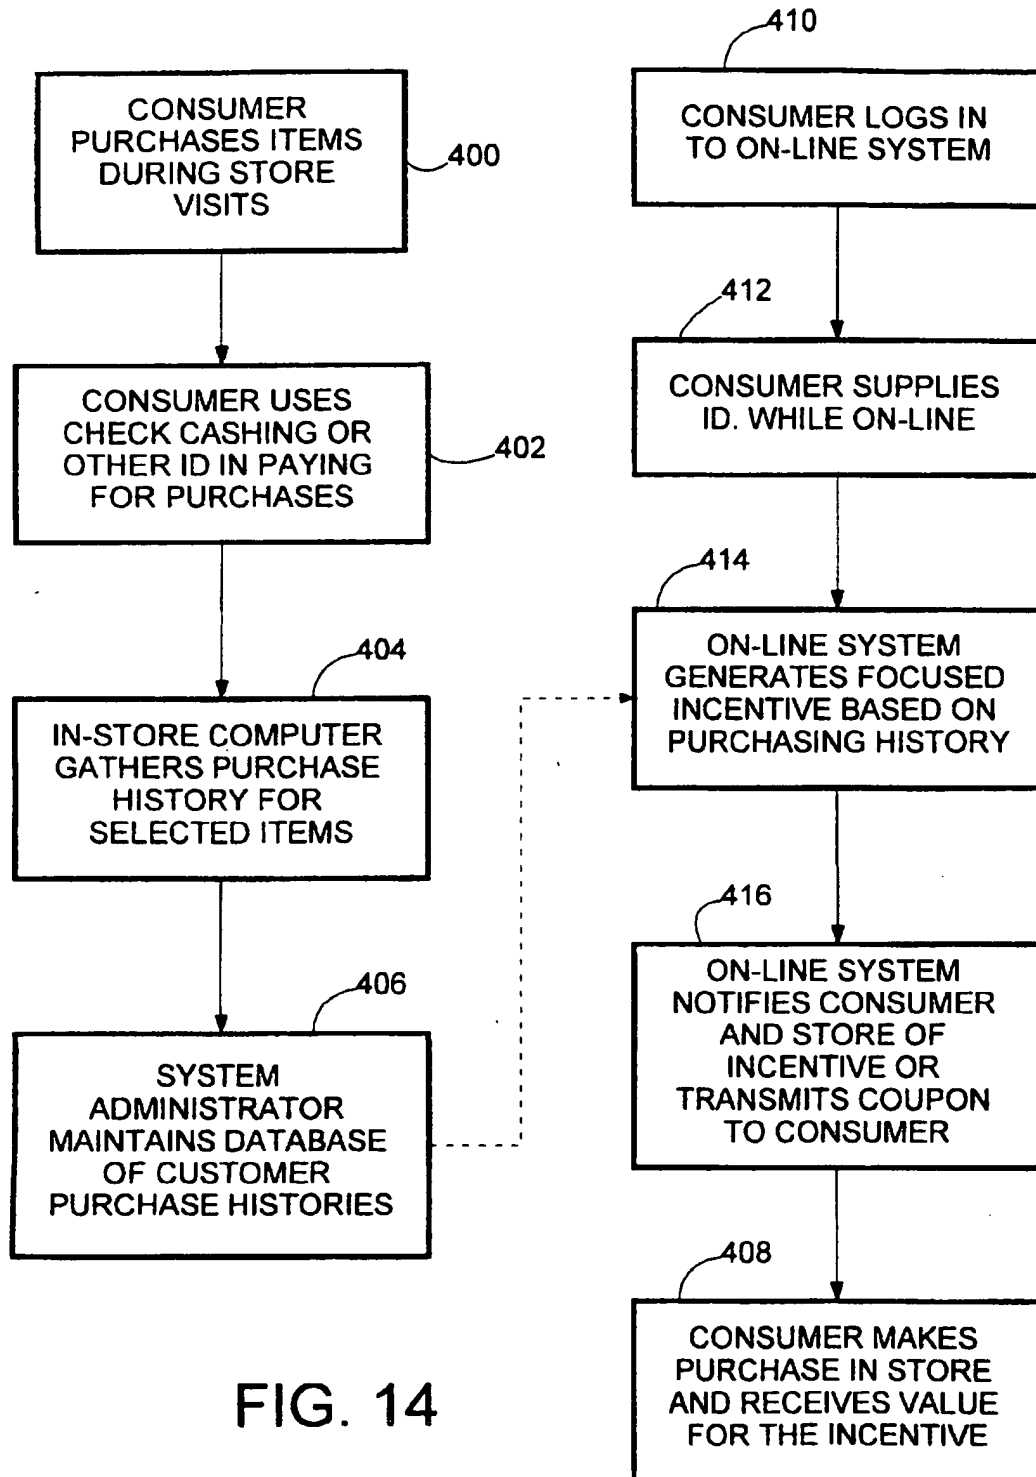 CONSUMER
PURCHASES ITEMS
DURING STORE
VISITS
400
CONSUMER USES
CHECK CASHING OR
OTHER ID IN PAYING
FOR PURCHASES
402
404
IN-STORE COMPUTER
GATHERS PURCHASE
HISTORY FOR
SELECTED ITEMS
406
SYSTEM
ADMINISTRATOR
MAINTAINS DATABASE
OF CUSTOMER
PURCHASE HISTORIES
410
CONSUMER LOGS IN
TO ON-LINE SYSTEM
412
CONSUMER SUPPLIES
ID. WHILE ON-LINE
414
ON-LINE SYSTEM
GENERATES FOCUSED
INCENTIVE BASED ON
PURCHASING HISTORY
416
ON-LINE SYSTEM
NOTIFIES CONSUMER
AND STORE OF
INCENTIVE OR
TRANSMITS COUPON
TO CONSUMER
408
CONSUMER MAKES
PURCHASE IN STORE
AND RECEIVES VALUE
FOR THE INCENTIVE
FIG. 14